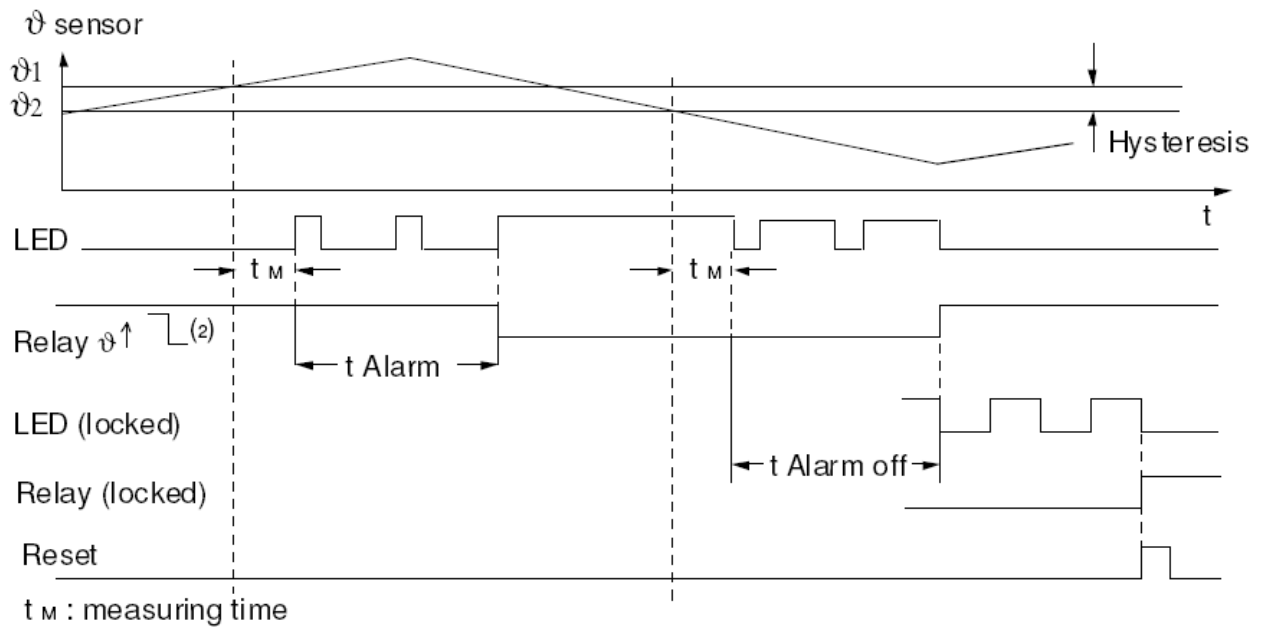 ϑ sensor
ϑ1
ϑ2
Hysteresis
t
LED
t M
t M
Relay ϑ↑ (2)
t Alarm
LED (locked)
t Alarm off
Relay (locked)
Reset
t M : measuring time